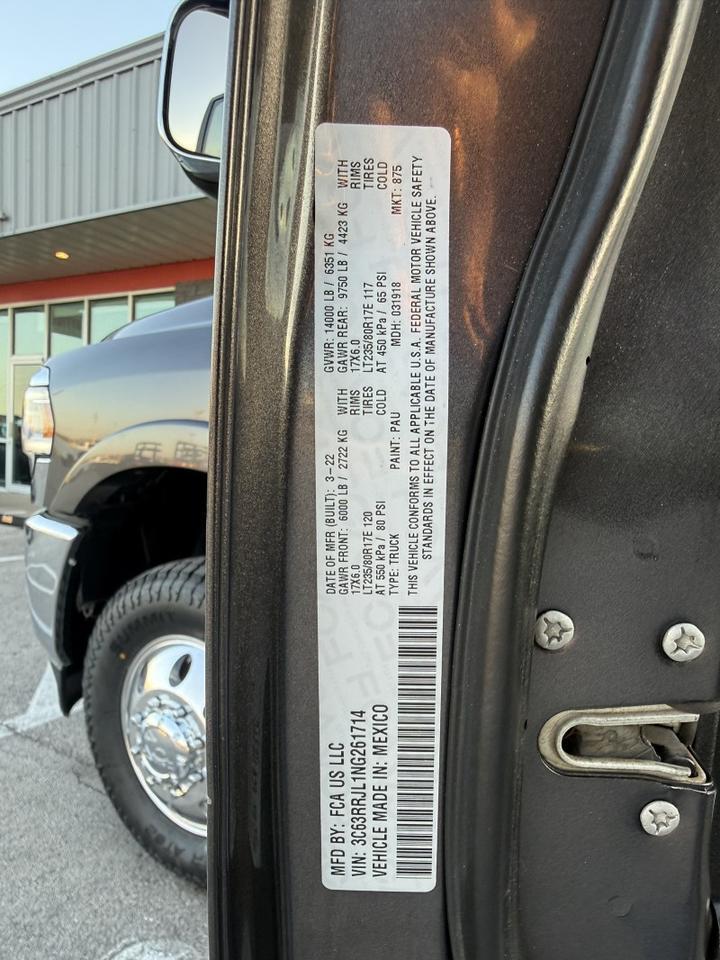 MFD BY: FCA US LLC
VIN: 3C63RRJL1NG261714
VEHICLE MADE IN: MEXICO
DATE OF MFR (BUILT): 3-22 GVWR: 14000 LB / 6351 KG
GAWR FRONT: 6000 LB / 2722 KG WITH GAWR REAR: 9750 LB / 4423 KG WITH
17X6.0 RIMS 17X6.0 RIMS
LT235/80R17E 120 TIRES LT235/80R17E 117 TIRES
AT 550 kPa / 80 PSI COLD AT 450 kPa / 65 PSI COLD
TYPE: TRUCK PAINT: PAU MDH: 031918 MKT: 875
THIS VEHICLE CONFORMS TO ALL APPLICABLE U.S.A. FEDERAL MOTOR VEHICLE SAFETY
STANDARDS IN EFFECT ON THE DATE OF MANUFACTURE SHOWN ABOVE.